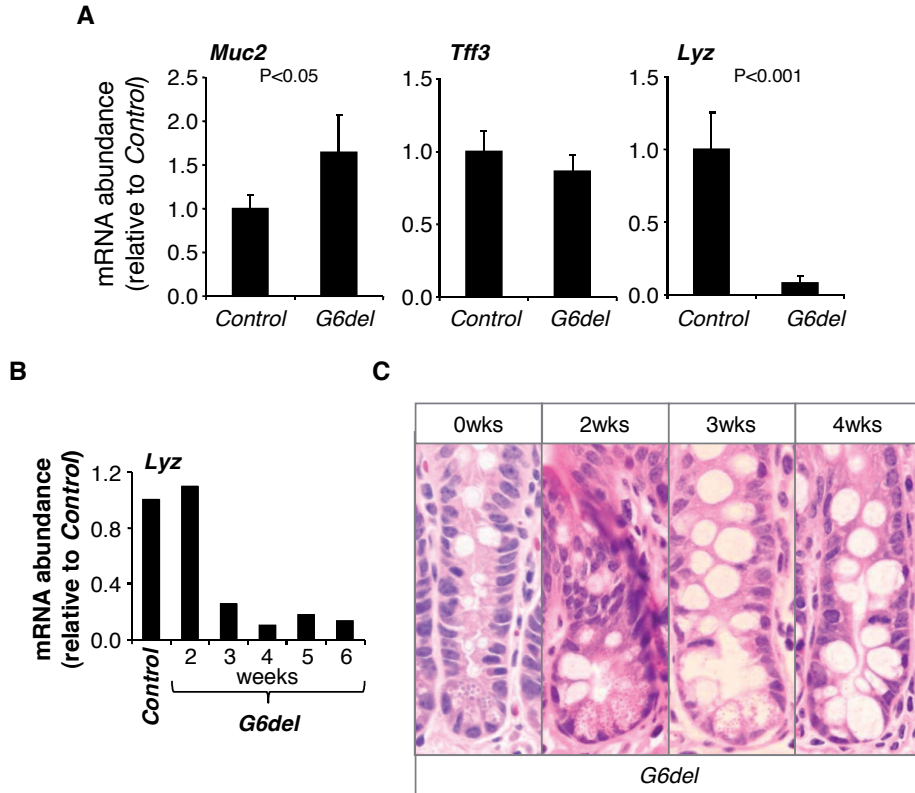 A
Muc2
P<0.05
mRNA abundance
(relative to Control)
2.5
2.0
1.5
1.0
0.5
0.0
Control G6del
Tff3
1.5
1.0
0.5
0.0
Control G6del
Lyz
P<0.001
1.5
1.0
0.5
0.0
Control G6del
B
Lyz
mRNA abundance
(relative to Control)
1.2
0.8
0.4
0.0
Control 2 3 4 5 6
weeks
G6del
C
0wks 2wks 3wks 4wks
G6del